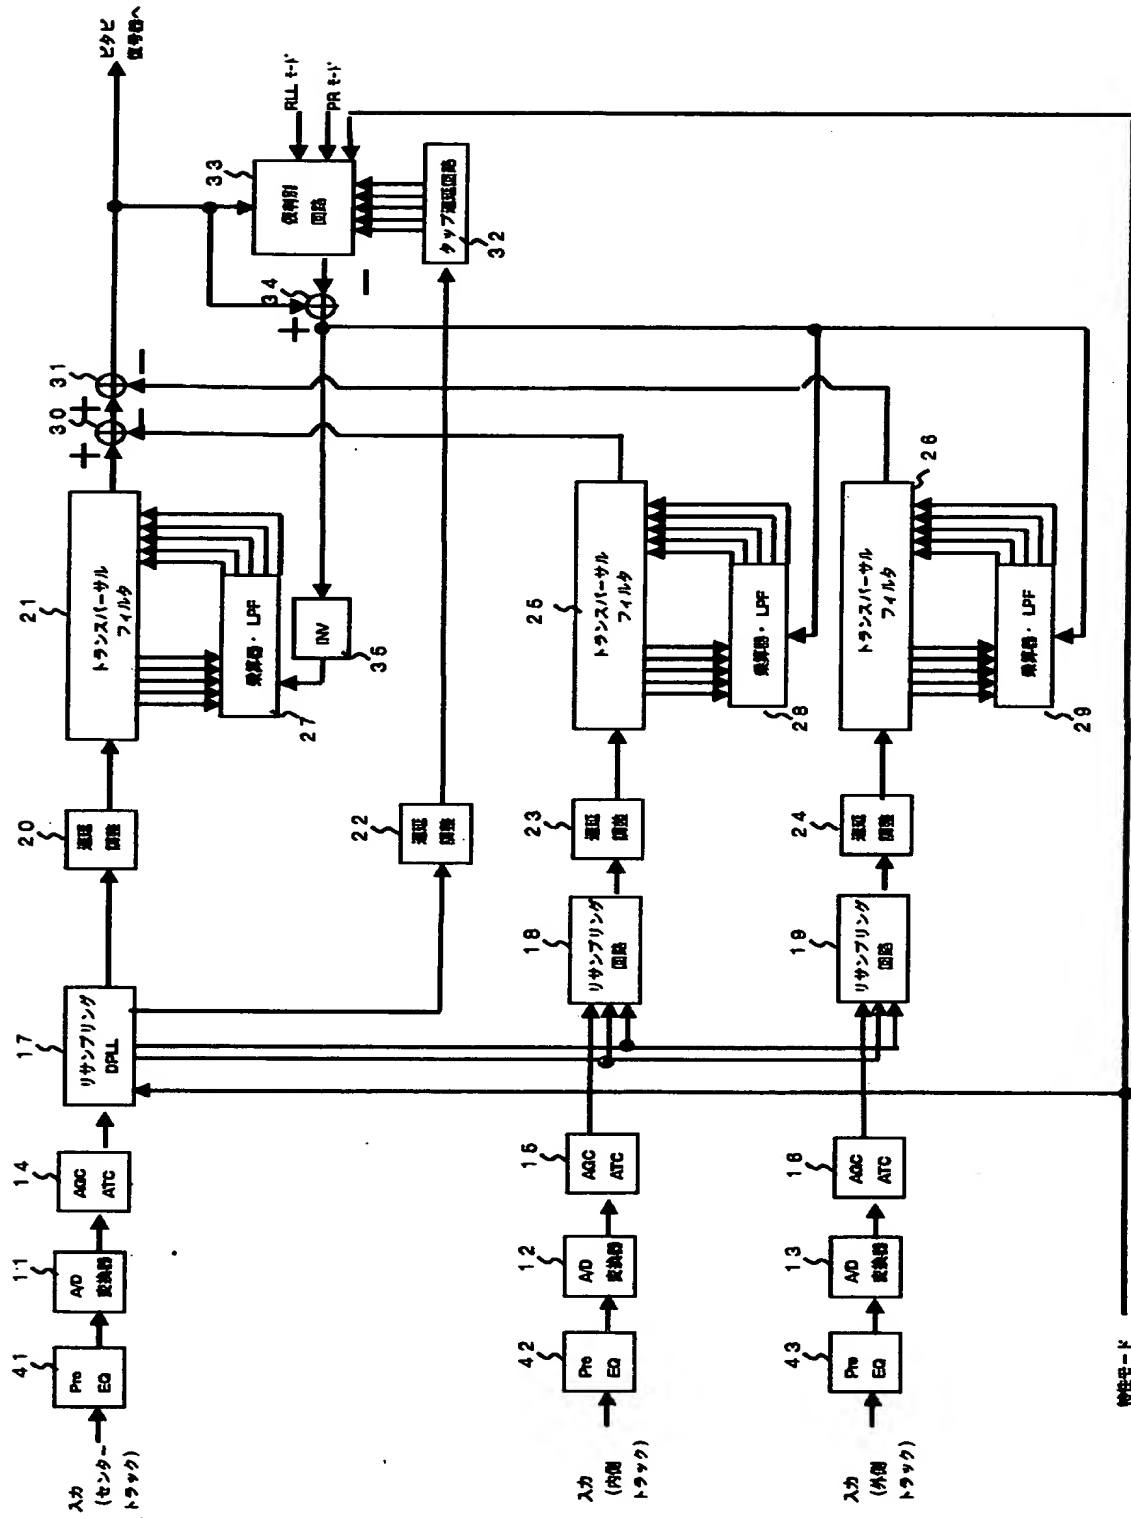 入力
(センター
トラック)
41
Pre
EQ
11
A/D
変換器
14
AGC
ATC
17
リサンプリング
DPLL
20
遅延
調整
21
トランスバーサル
フィルタ
27
乗算器・LPF
35
INV
+
30
-
+
31
-
ビタビ
復号器へ
33
仮判別
回路
RLL モード
PR モード
34
+
-
32
タップ遅延回路
22
遅延
調整
入力
(内側
トラック)
42
Pre
EQ
12
A/D
変換器
15
AGC
ATC
18
リサンプリング
回路
23
遅延
調整
25
トランスバーサル
フィルタ
28
乗算器・LPF
入力
(外側
トラック)
43
Pre
EQ
13
A/D
変換器
16
AGC
ATC
19
リサンプリング
回路
24
遅延
調整
26
トランスバーサル
フィルタ
29
乗算器・LPF
特性モード